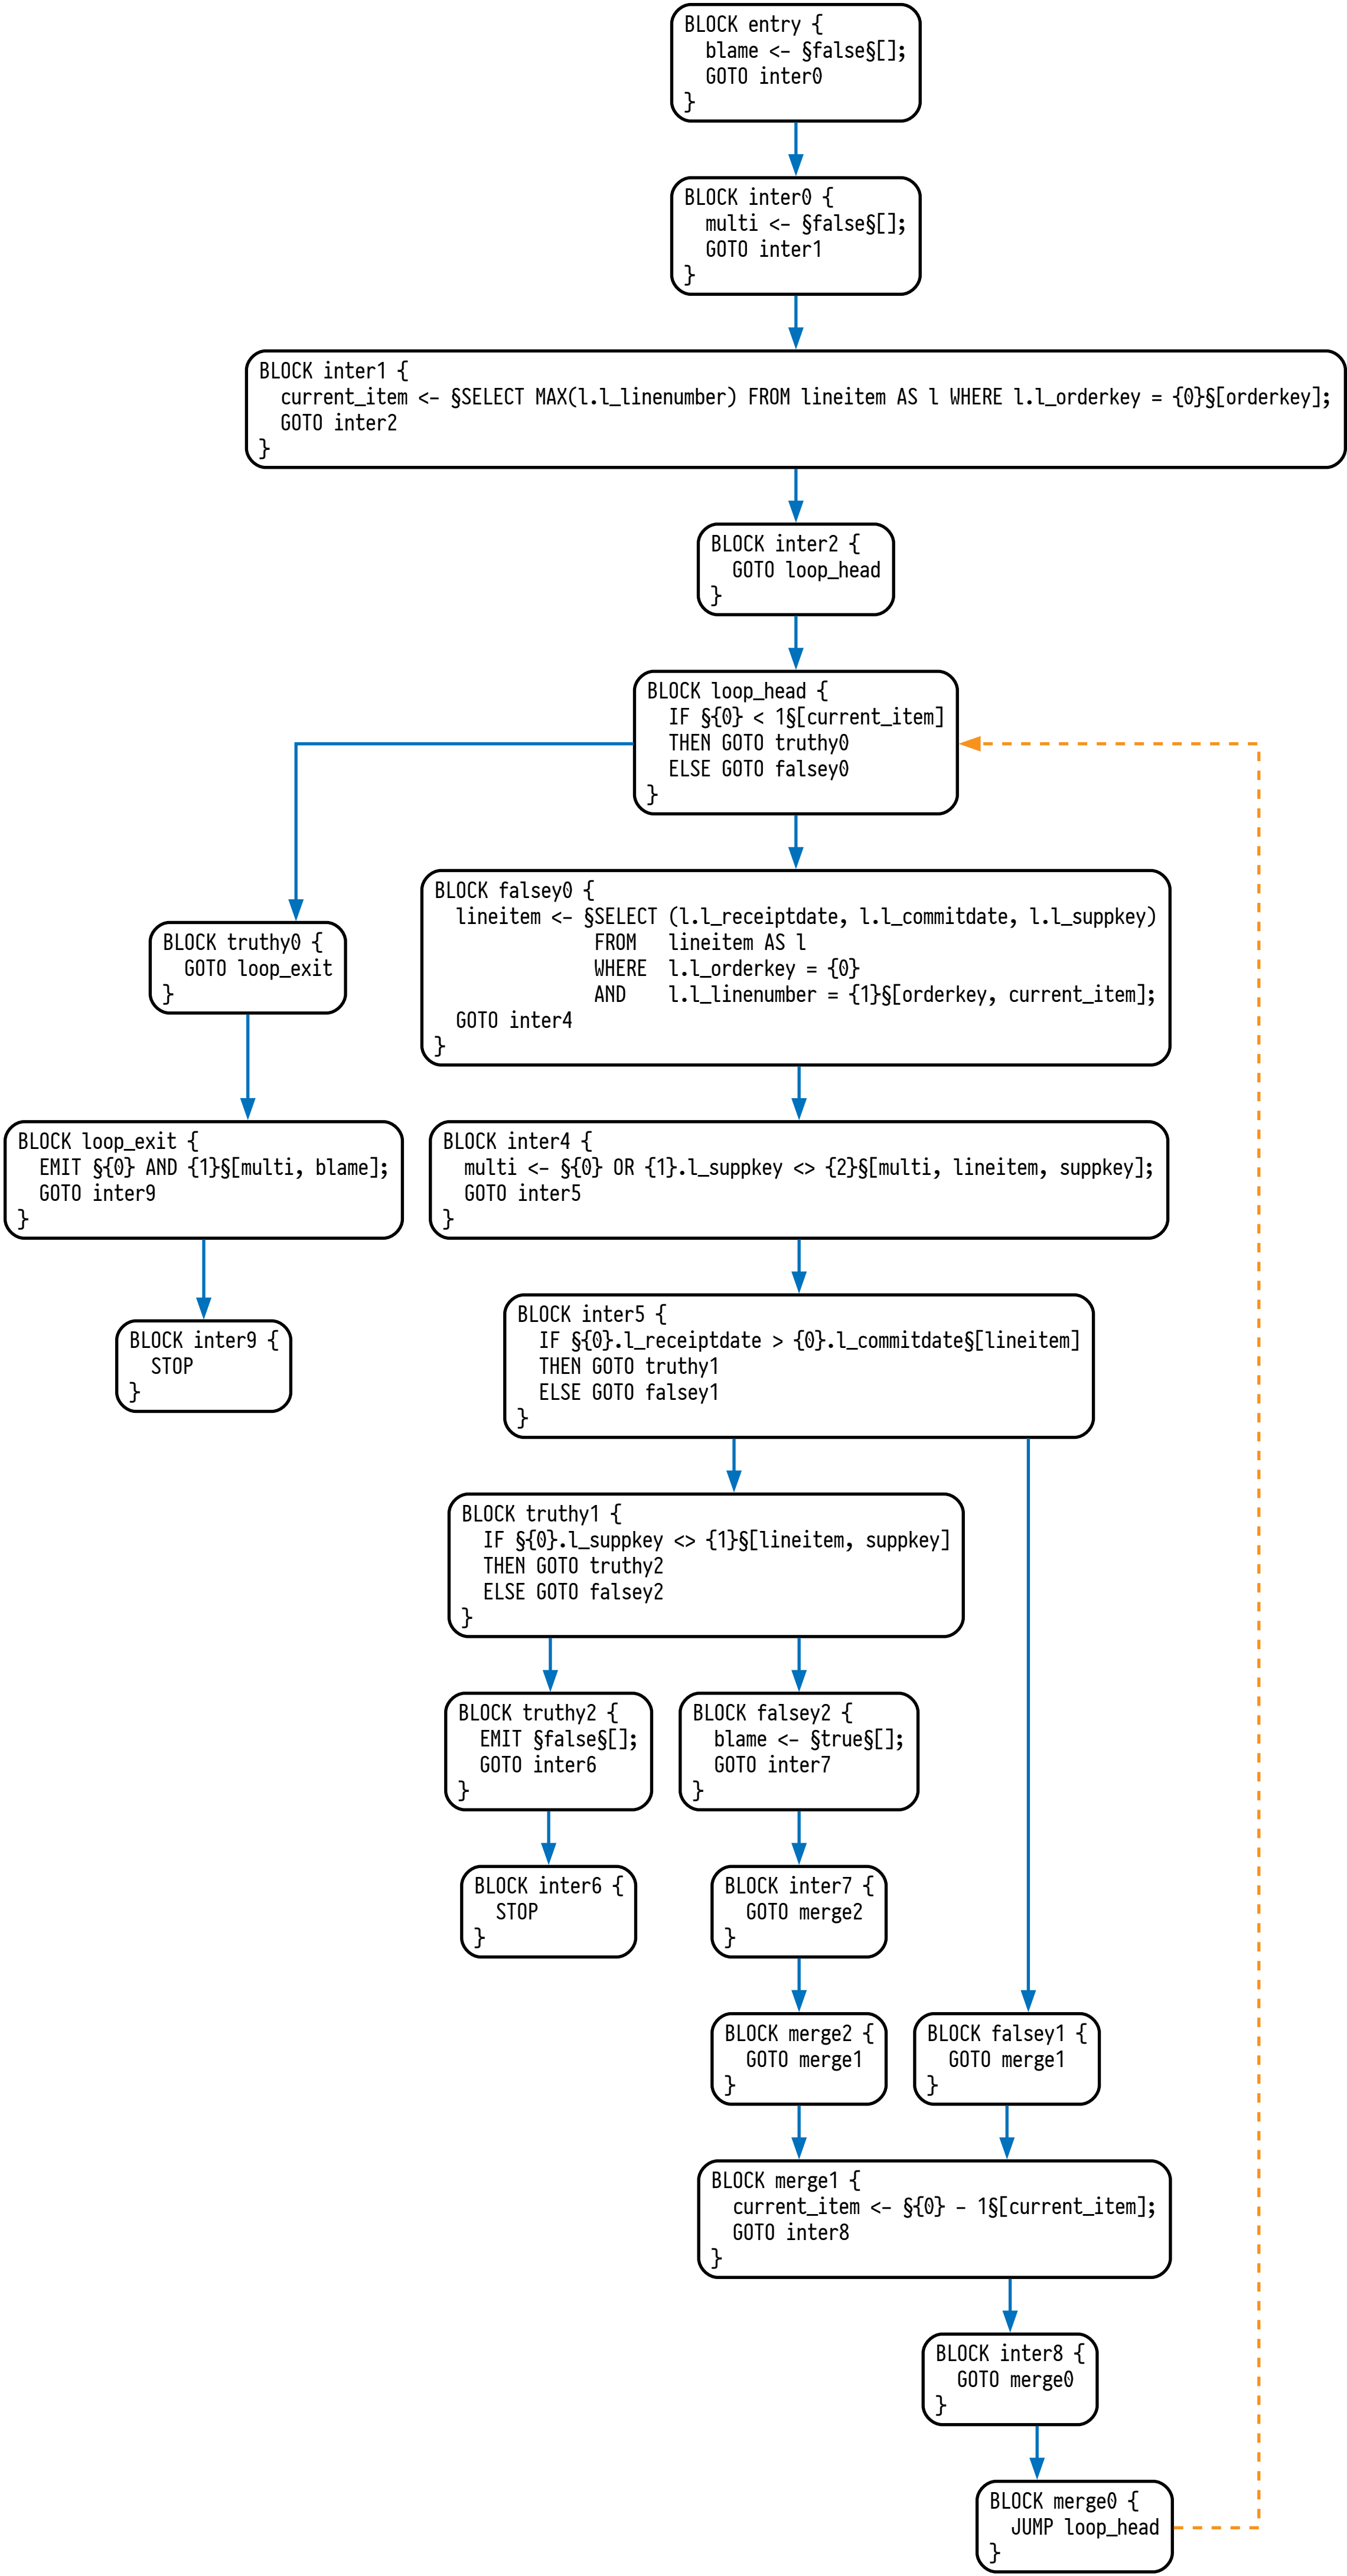 BLOCK entry {
  blame <- §false§[];
  GOTO inter0
}
BLOCK inter0 {
  multi <- §false§[];
  GOTO inter1
}
BLOCK inter1 {
  current_item <- §SELECT MAX(l.l_linenumber) FROM lineitem AS l WHERE l.l_orderkey = {0}§[orderkey];
  GOTO inter2
}
BLOCK inter2 {
  GOTO loop_head
}
BLOCK loop_head {
  IF §{0} < 1§[current_item]
  THEN GOTO truthy0
  ELSE GOTO falsey0
}
BLOCK truthy0 {
  GOTO loop_exit
}
BLOCK loop_exit {
  EMIT §{0} AND {1}§[multi, blame];
  GOTO inter9
}
BLOCK inter9 {
  STOP
}
BLOCK falsey0 {
  lineitem <- §SELECT (l.l_receiptdate, l.l_commitdate, l.l_suppkey)
               FROM   lineitem AS l
               WHERE  l.l_orderkey = {0}
               AND    l.l_linenumber = {1}§[orderkey, current_item];
  GOTO inter4
}
BLOCK inter4 {
  multi <- §{0} OR {1}.l_suppkey <> {2}§[multi, lineitem, suppkey];
  GOTO inter5
}
BLOCK inter5 {
  IF §{0}.l_receiptdate > {0}.l_commitdate§[lineitem]
  THEN GOTO truthy1
  ELSE GOTO falsey1
}
BLOCK truthy1 {
  IF §{0}.l_suppkey <> {1}§[lineitem, suppkey]
  THEN GOTO truthy2
  ELSE GOTO falsey2
}
BLOCK truthy2 {
  EMIT §false§[];
  GOTO inter6
}
BLOCK inter6 {
  STOP
}
BLOCK falsey2 {
  blame <- §true§[];
  GOTO inter7
}
BLOCK inter7 {
  GOTO merge2
}
BLOCK merge2 {
  GOTO merge1
}
BLOCK falsey1 {
  GOTO merge1
}
BLOCK merge1 {
  current_item <- §{0} - 1§[current_item];
  GOTO inter8
}
BLOCK inter8 {
  GOTO merge0
}
BLOCK merge0 {
  JUMP loop_head
}